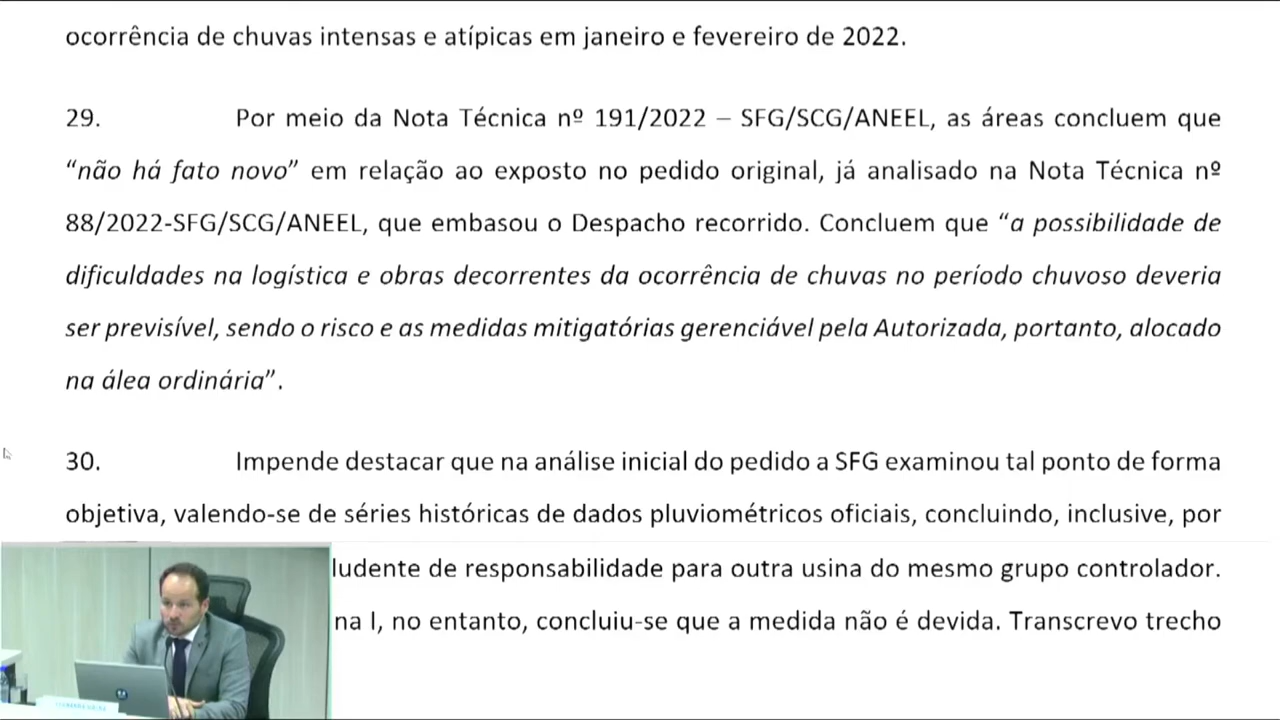 ocorrência de chuvas intensas e atípicas em janeiro e fevereiro de 2022.
29. Por meio da Nota Técnica nº 191/2022 – SFG/SCG/ANEEL, as áreas concluem que
“não há fato novo” em relação ao exposto no pedido original, já analisado na Nota Técnica nº
88/2022-SFG/SCG/ANEEL, que embasou o Despacho recorrido. Concluem que “a possibilidade de
dificuldades na logística e obras decorrentes da ocorrência de chuvas no período chuvoso deveria
ser previsível, sendo o risco e as medidas mitigatórias gerenciável pela Autorizada, portanto, alocado
na álea ordinária”.
30. Impende destacar que na análise inicial do pedido a SFG examinou tal ponto de forma
objetiva, valendo-se de séries históricas de dados pluviométricos oficiais, concluindo, inclusive, por
ludente de responsabilidade para outra usina do mesmo grupo controlador.
na I, no entanto, concluiu-se que a medida não é devida. Transcrevo trecho